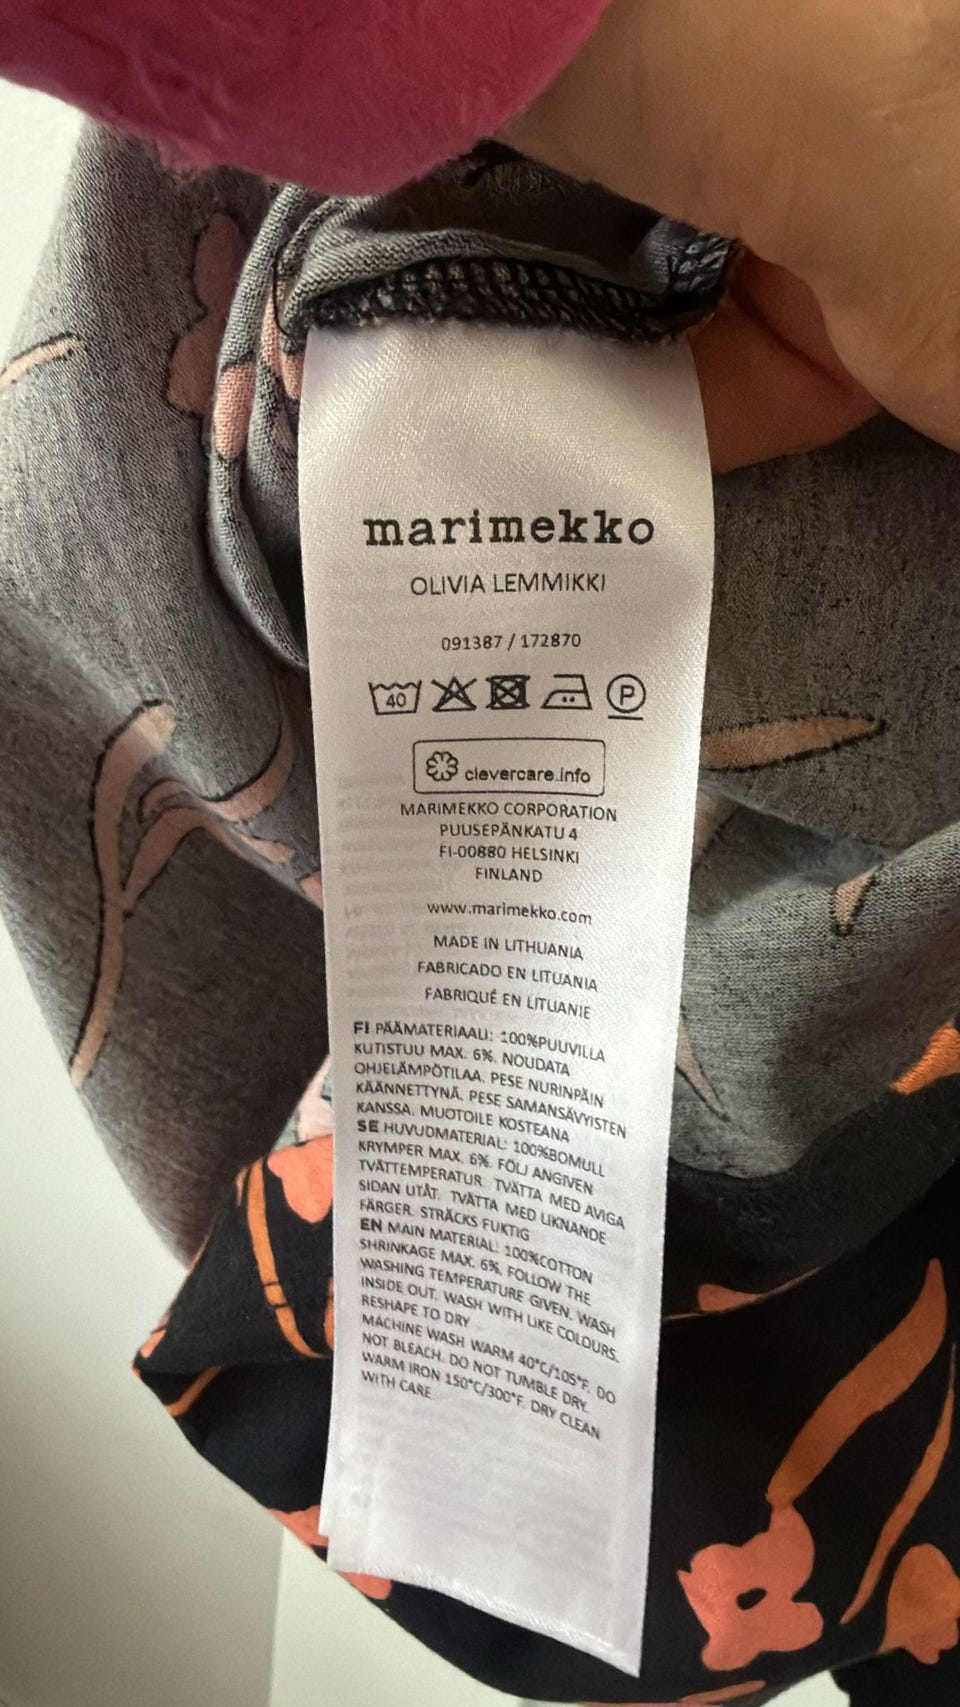 marimekko
OLIVIA LEMMIKKI
091387 / 172870
40 P
clevercare.info
MARIMEKKO CORPORATION
PUUSEPÄNKATU 4
FI-00880 HELSINKI
FINLAND
www.marimekko.com
MADE IN LITHUANIA
FABRICADO EN LITUANIA
FABRIQUÉ EN LITUANIE
FI PÄÄMATERIAALI: 100%PUUVILLA
KUTISTUU MAX. 6%. NOUDATA
OHJELÄMPÖTILAA. PESE NURINPÄIN
KÄÄNNETTYNÄ. PESE SAMANSÄVYISTEN
KANSSA. MUOTOILE KOSTEANA
SE HUVUDMATERIAL: 100%BOMULL
KRYMPER MAX. 6%. FÖLJ ANGIVEN
TVÄTTEMPERATUR. TVÄTTA MED AVIGA
SIDAN UTÅT. TVÄTTA MED LIKNANDE
FÄRGER. STRÄCKS FUKTIG
EN MAIN MATERIAL: 100%COTTON
SHRINKAGE MAX. 6%. FOLLOW THE
WASHING TEMPERATURE GIVEN. WASH
INSIDE OUT. WASH WITH LIKE COLOURS.
RESHAPE TO DRY
MACHINE WASH WARM 40°C/105°F. DO
NOT BLEACH. DO NOT TUMBLE DRY.
WARM IRON 150°C/300°F. DRY CLEAN
WITH CARE